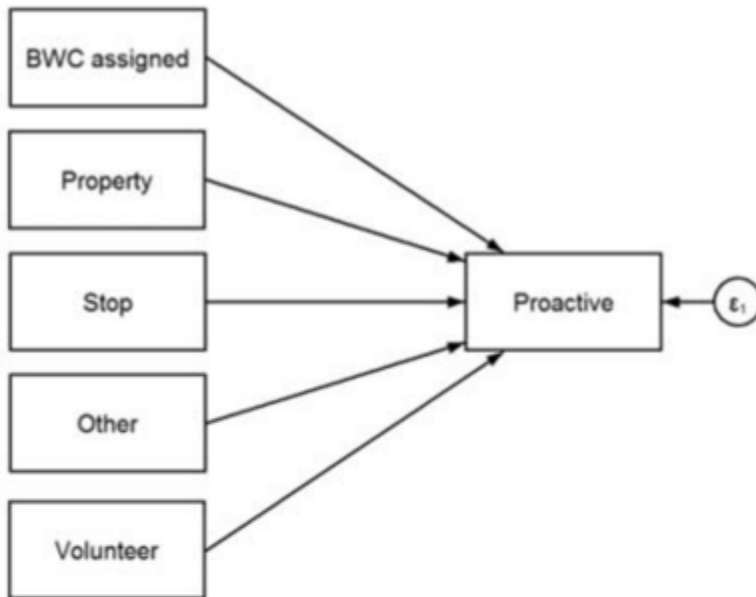 BWC assigned
Property
Stop
Proactive
ε₁
Other
Volunteer